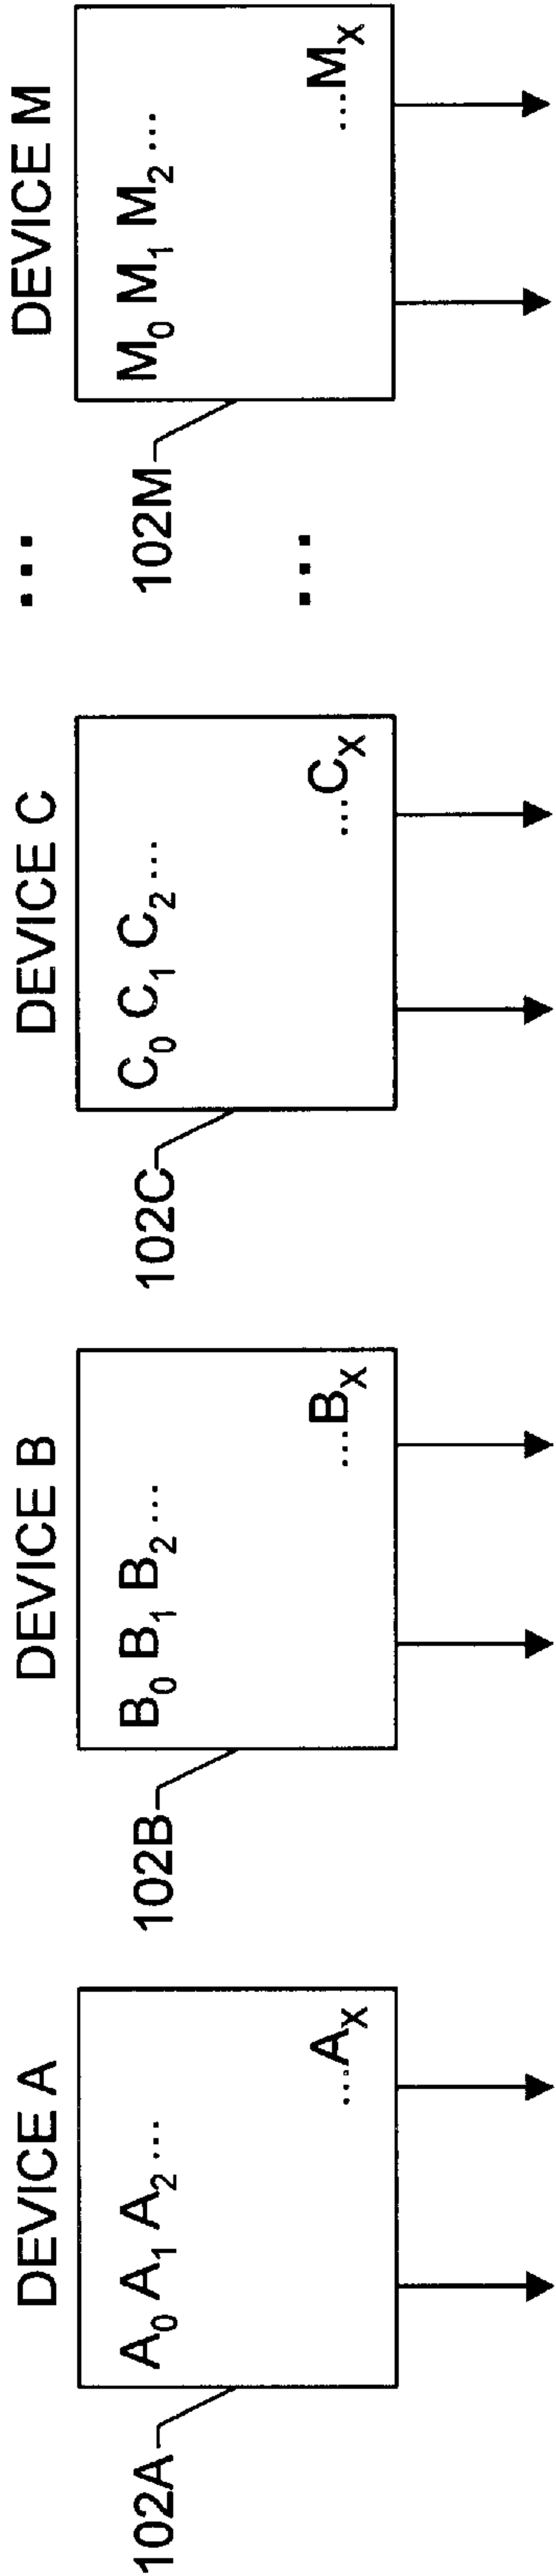 DEVICE A
102A
A₀ A₁ A₂ ...
...Aₓ
DEVICE B
102B
B₀ B₁ B₂ ...
...Bₓ
DEVICE C
102C
C₀ C₁ C₂ ...
...Cₓ
...
...
DEVICE M
102M
M₀ M₁ M₂ ...
...Mₓ